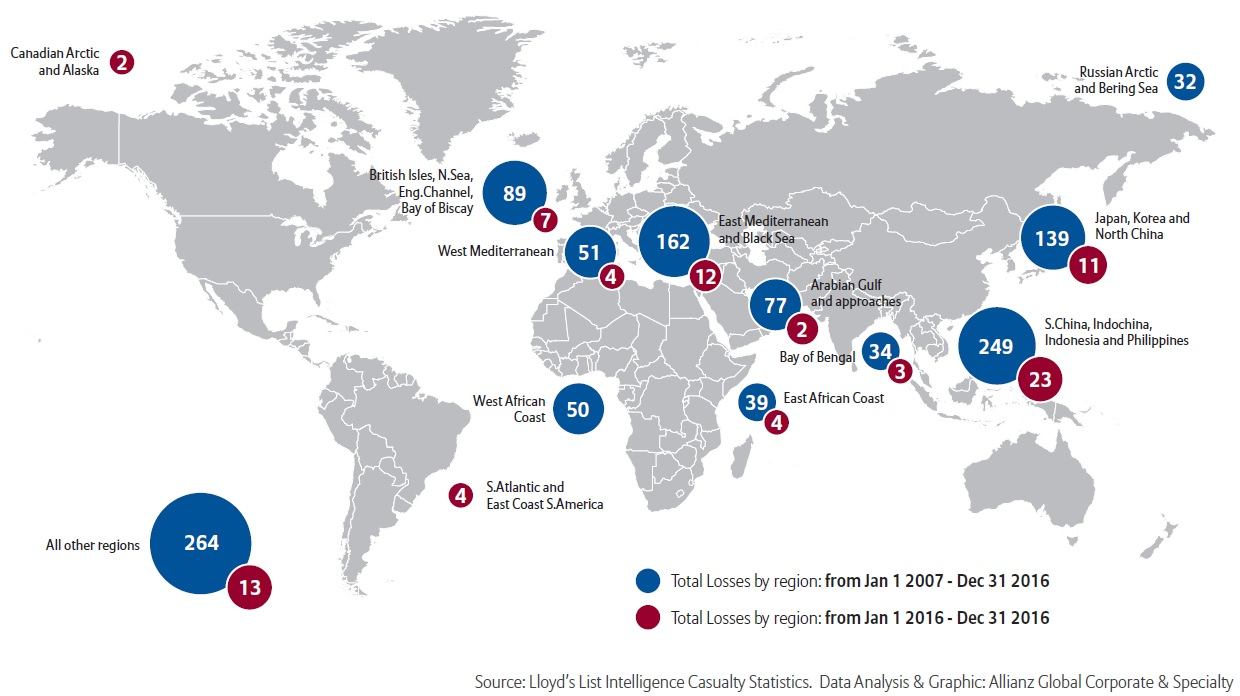 Canadian Arctic
and Alaska
2
Russian Arctic
and Bering Sea
32
British Isles, N.Sea,
Eng.Channel,
Bay of Biscay
89
7
West Mediterranean
51
4
162
12
East Mediterranean
and Black Sea
139
11
Japan, Korea and
North China
77
2
Arabian Gulf
and approaches
Bay of Bengal
34
3
249
23
S.China, Indochina,
Indonesia and Philippines
West African
Coast
50
39
4
East African Coast
4
S.Atlantic and
East Coast S.America
All other regions
264
13
Total Losses by region: from Jan 1 2007 - Dec 31 2016
Total Losses by region: from Jan 1 2016 - Dec 31 2016
Source: Lloyd's List Intelligence Casualty Statistics. Data Analysis & Graphic: Allianz Global Corporate & Specialty